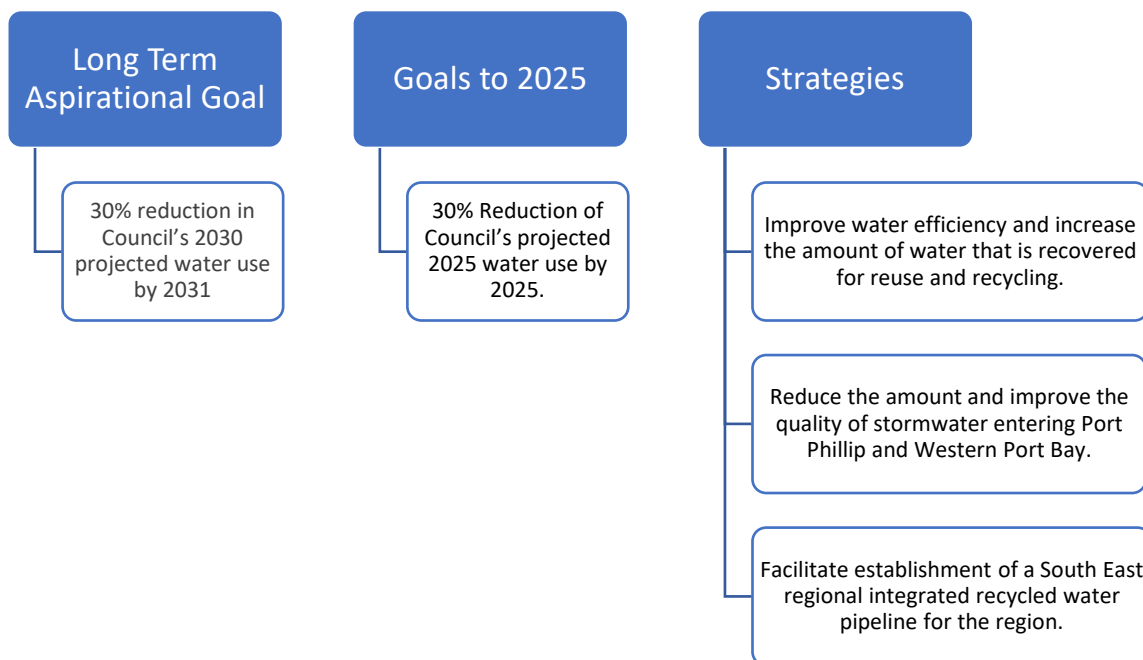 Long Term
Aspirational Goal
30% reduction in
Council’s 2030
projected water use
by 2031
Goals to 2025
30% Reduction of
Council’s projected
2025 water use by
2025.
Strategies
Improve water efficiency and increase
the amount of water that is recovered
for reuse and recycling.
Reduce the amount and improve the
quality of stormwater entering Port
Phillip and Western Port Bay.
Facilitate establishment of a South East
regional integrated recycled water
pipeline for the region.